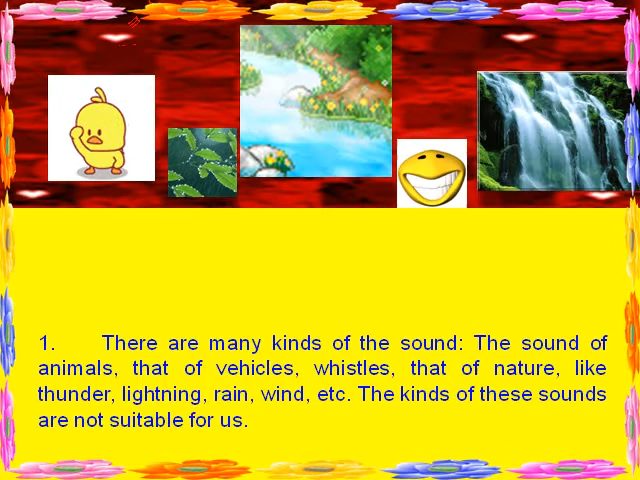 1. There are many kinds of the sound: The sound of
animals, that of vehicles, whistles, that of nature, like
thunder, lightning, rain, wind, etc. The kinds of these sounds
are not suitable for us.